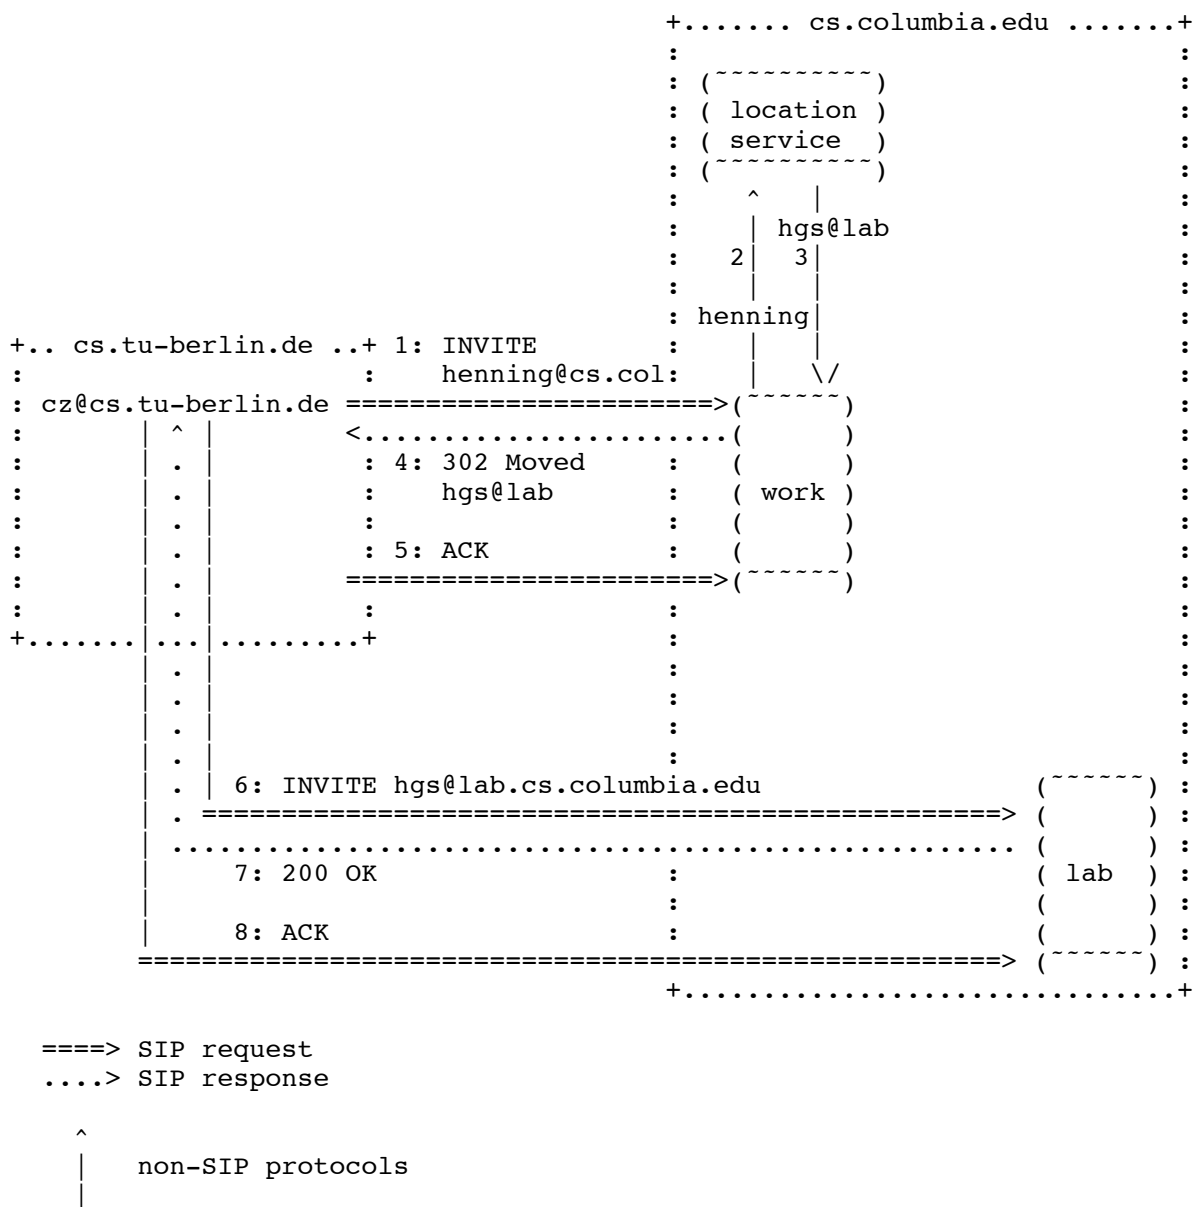 cs.columbia.edu
location
service
hgs@lab
2 3
henning
cs.tu-berlin.de 1: INVITE
henning@cs.col
cz@cs.tu-berlin.de
4: 302 Moved
hgs@lab work
5: ACK
6: INVITE hgs@lab.cs.columbia.edu
7: 200 OK lab
8: ACK
====> SIP request
....> SIP response
non-SIP protocols